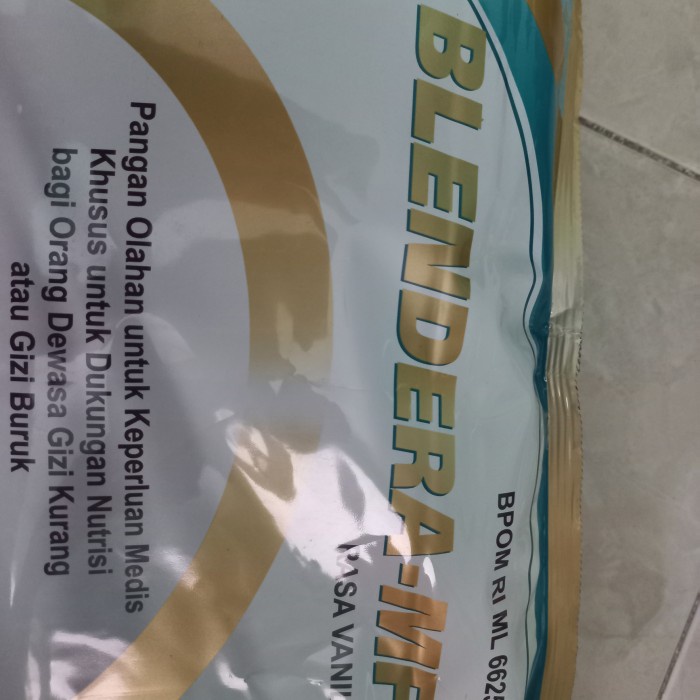 BPOM RI ML 662
BLENDERA-MF
RASA VANI
Pangan Olahan untuk Keperluan Medis
Khusus untuk Dukungan Nutrisi
bagi Orang Dewasa Gizi Kurang
atau Gizi Buruk